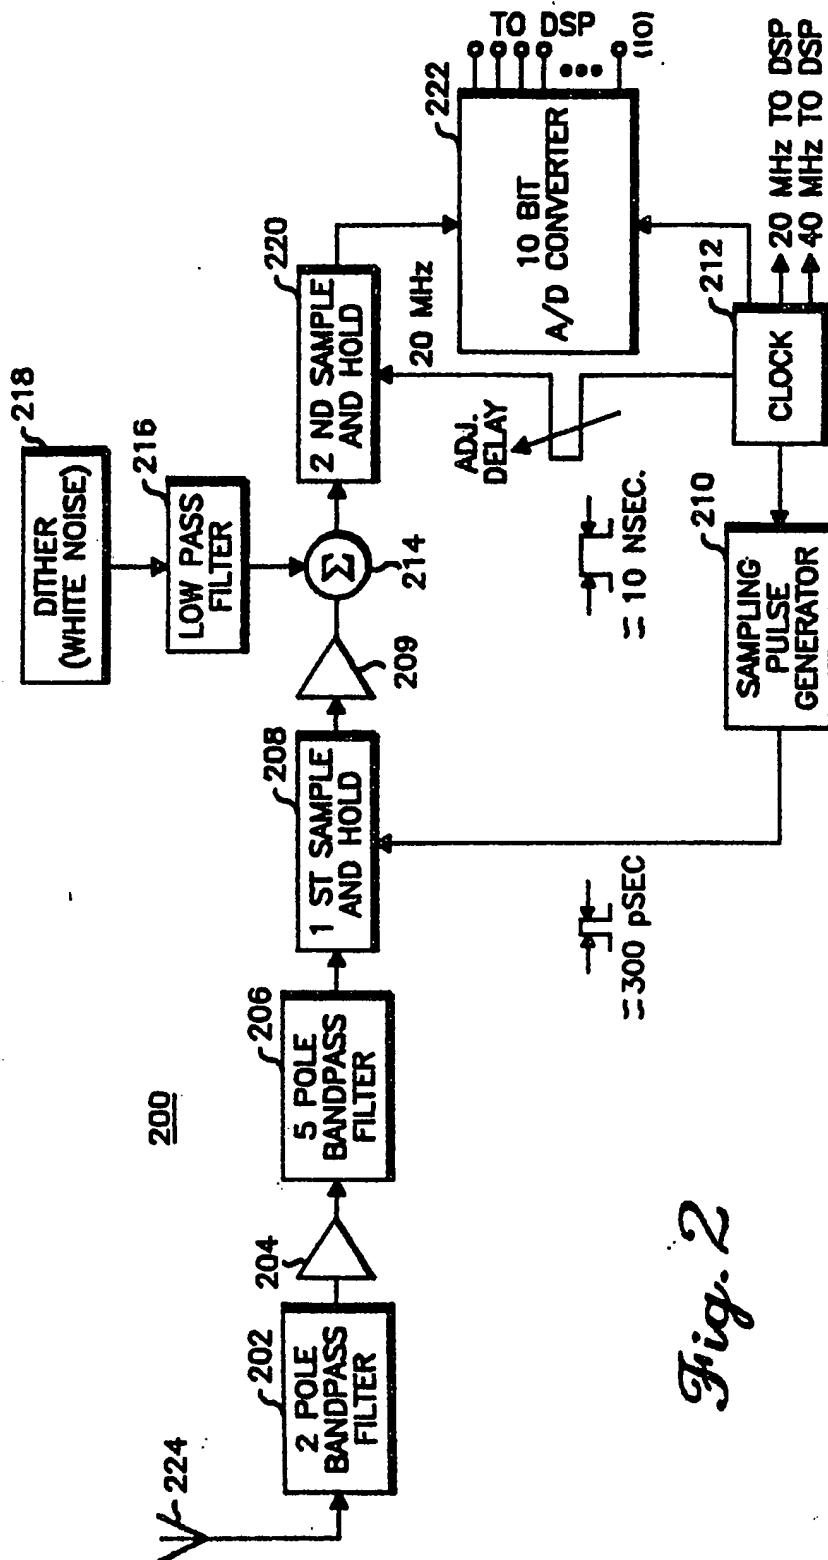 200
224
202
2 POLE
BANDPASS
FILTER
204
206
5 POLE
BANDPASS
FILTER
208
1 ST SAMPLE
AND HOLD
209
214
Σ
218
DITHER
(WHITE NOISE)
216
LOW PASS
FILTER
220
2 ND SAMPLE
AND HOLD
20 MHz
222
10 BIT
A/D CONVERTER
TO DSP
(10)
ADJ.
DELAY
≃ 10 NSEC.
≃300 pSEC
210
SAMPLING
PULSE
GENERATOR
212
CLOCK
20 MHz TO DSP
40 MHz TO DSP
Fig. 2